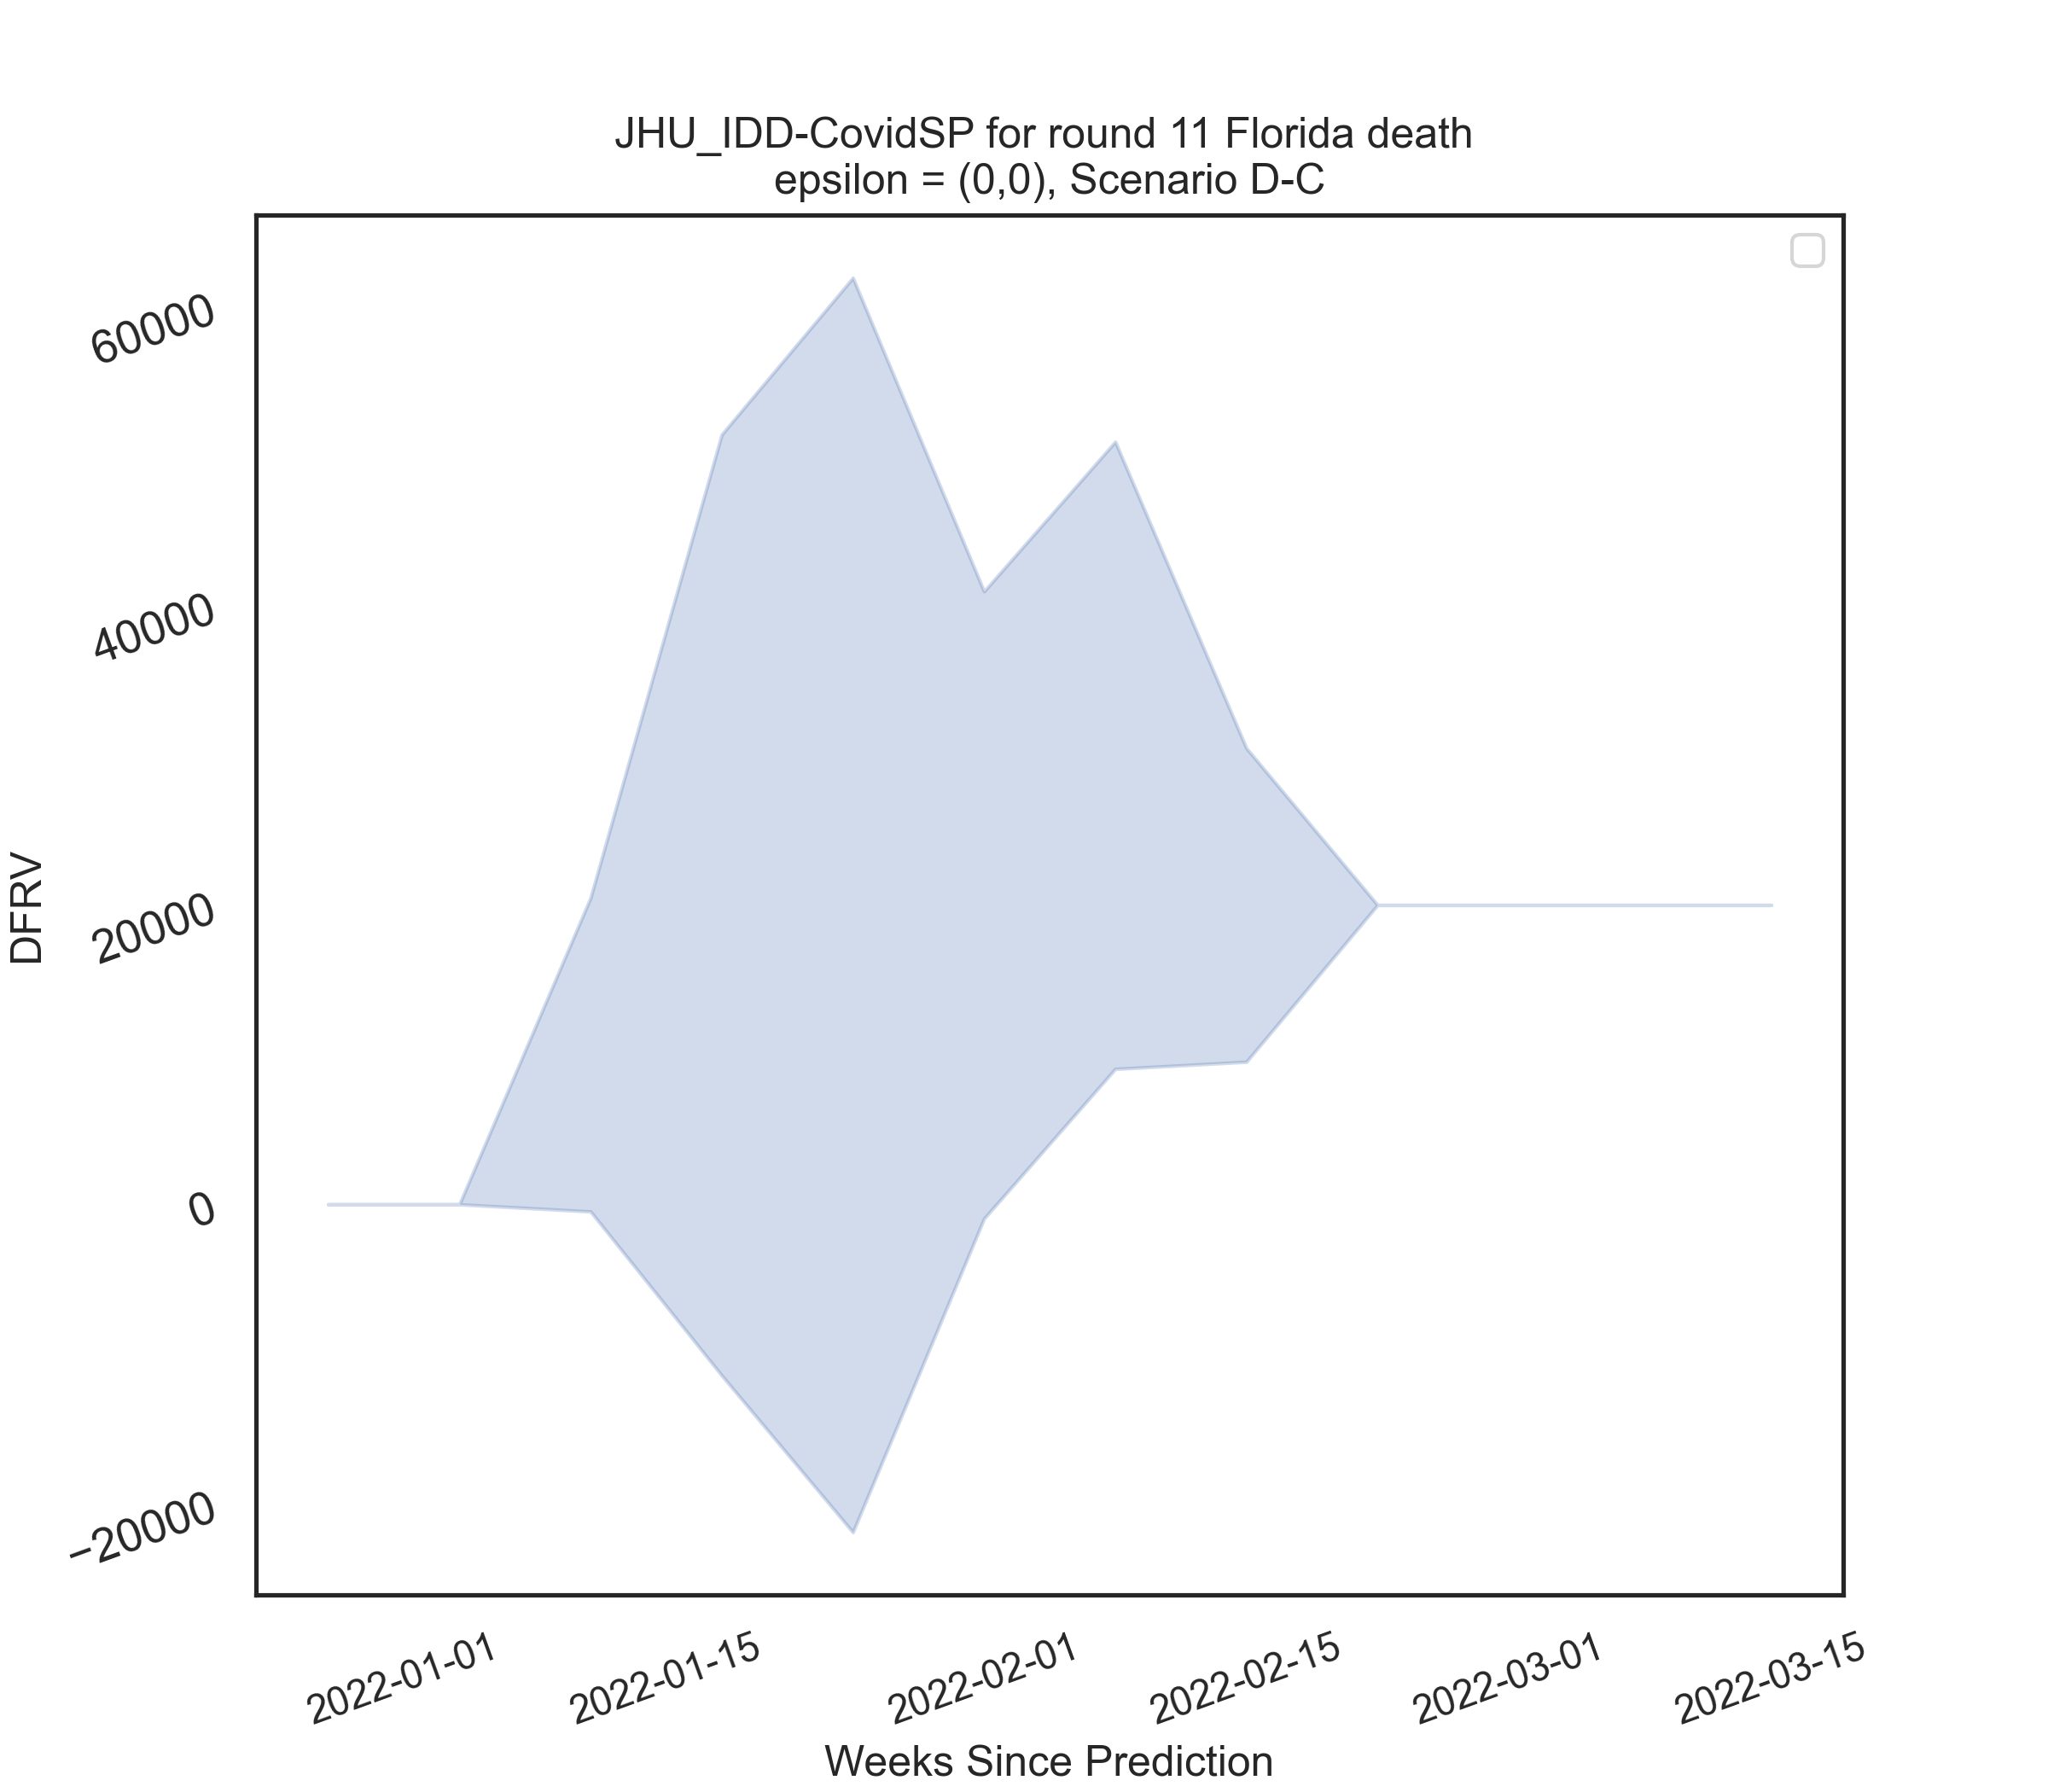 JHU_IDD-CovidSP for round 11 Florida death
epsilon = (0,0), Scenario D-C
60000
40000
20000
0
−20000
DFRV
2022-01-01
2022-01-15
2022-02-01
2022-02-15
2022-03-01
2022-03-15
Weeks Since Prediction